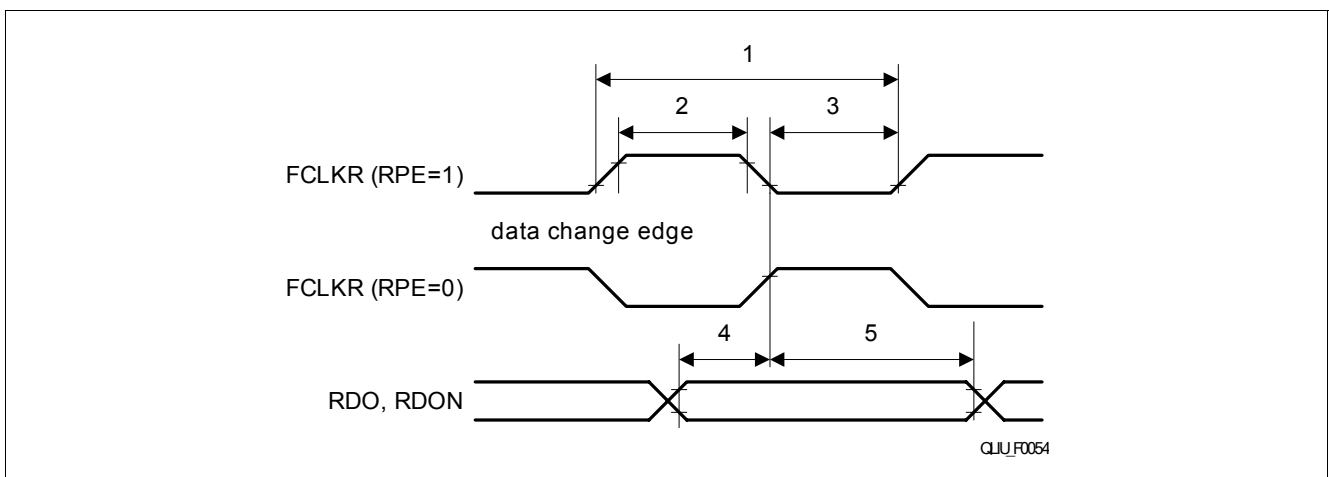 1
2 3
FCLKR (RPE=1)
data change edge
FCLKR (RPE=0)
4 5
RDO, RDON
QLIU_F0054